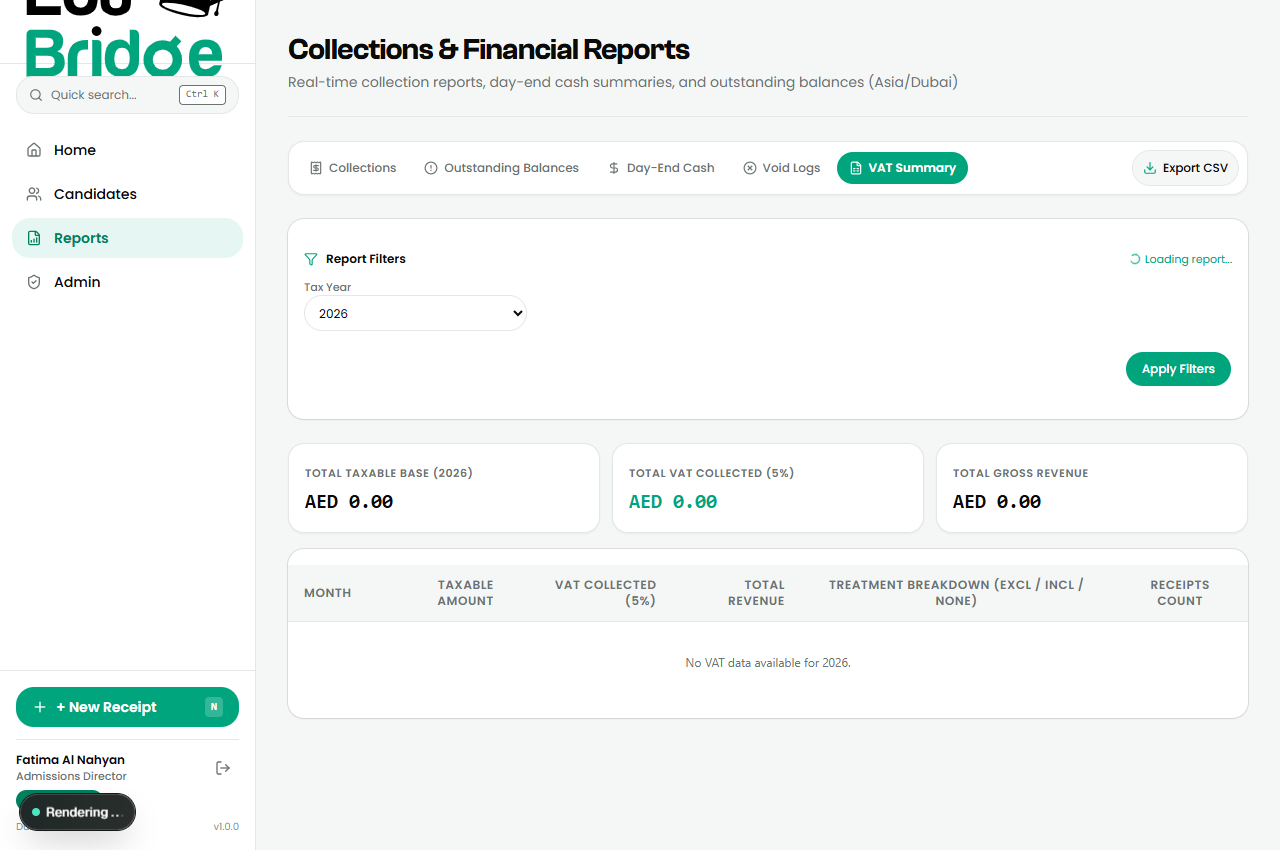 Edu
Bridge
Quick search...
Ctrl K
Home
Candidates
Reports
Admin
+ New Receipt
N
Fatima Al Nahyan
Admissions Director
Rendering ...
v1.0.0
Collections & Financial Reports
Real-time collection reports, day-end cash summaries, and outstanding balances (Asia/Dubai)
Collections
Outstanding Balances
Day-End Cash
Void Logs
VAT Summary
Export CSV
Report Filters
Loading report...
Tax Year
2026
Apply Filters
TOTAL TAXABLE BASE (2026)
AED 0.00
TOTAL VAT COLLECTED (5%)
AED 0.00
TOTAL GROSS REVENUE
AED 0.00
MONTH
TAXABLE
AMOUNT
VAT COLLECTED
(5%)
TOTAL
REVENUE
TREATMENT BREAKDOWN (EXCL / INCL /
NONE)
RECEIPTS
COUNT
No VAT data available for 2026.